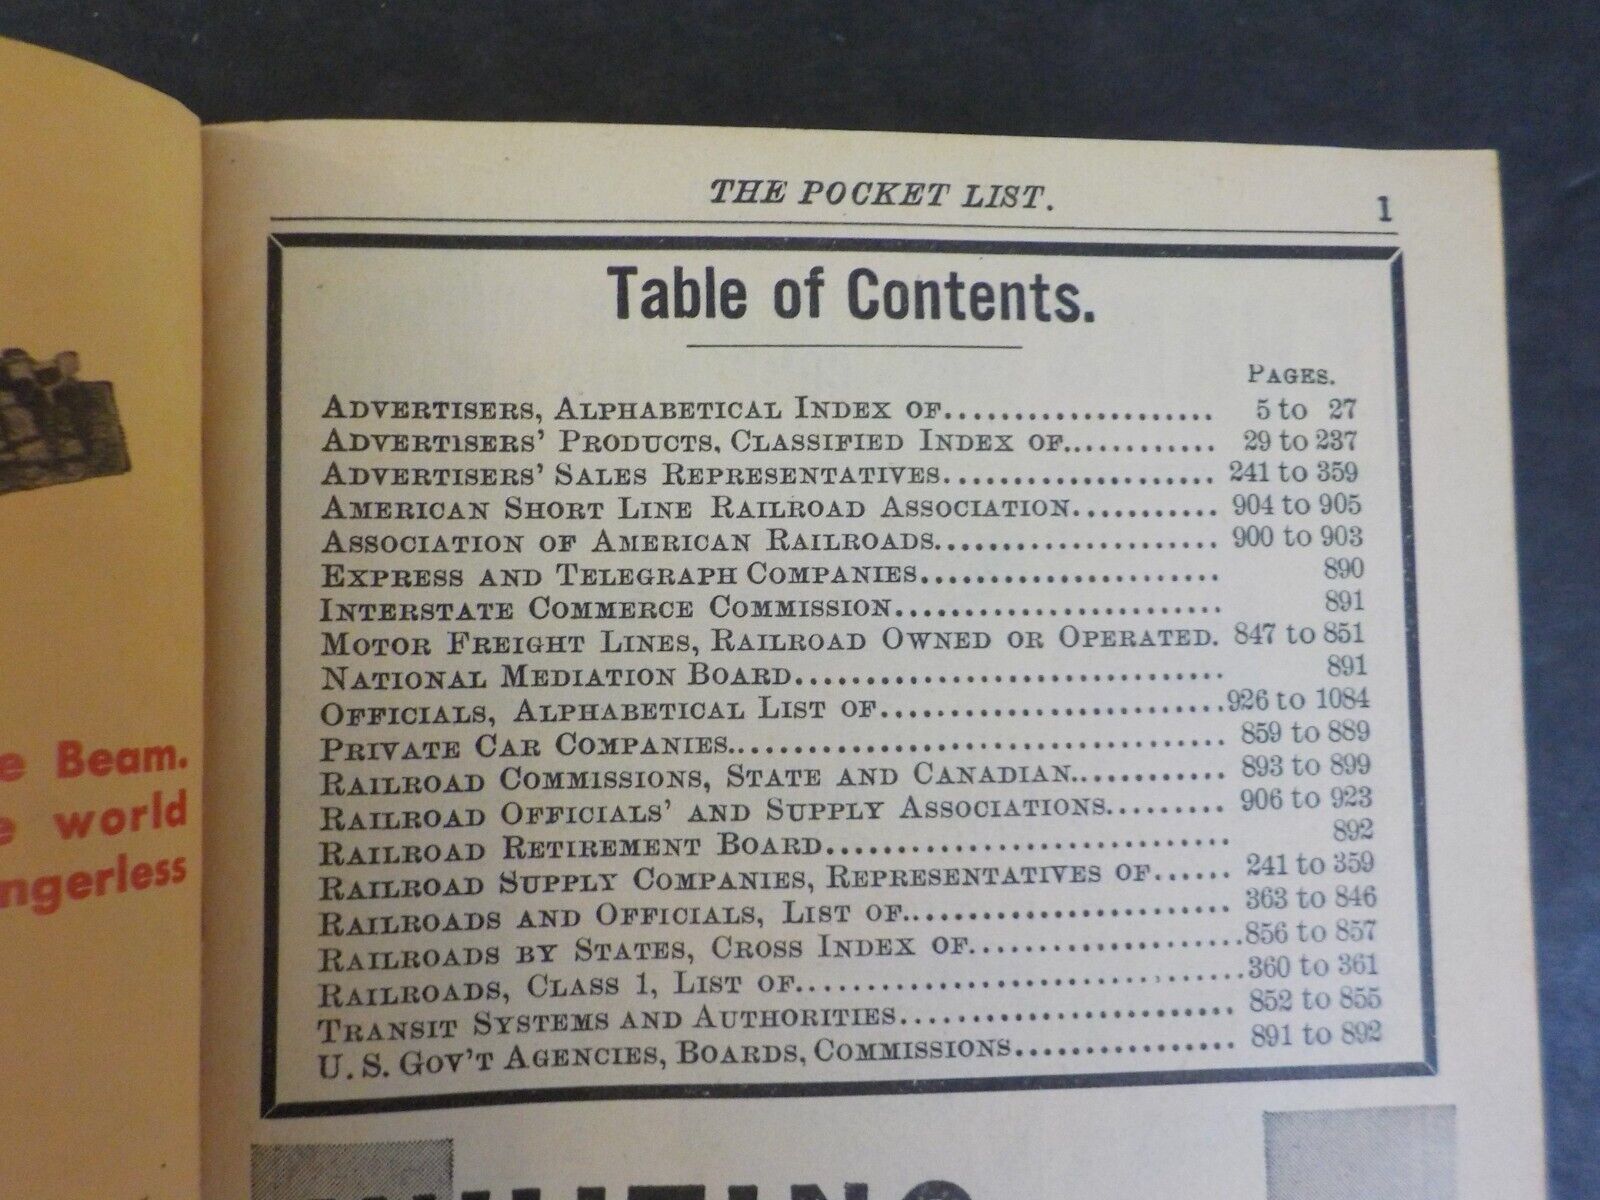 e Beam.
e world
ngerless
THE POCKET LIST.
1
Table of Contents.
PAGES.
ADVERTISERS, ALPHABETICAL INDEX OF..................... 5 to 27
ADVERTISERS' PRODUCTS, CLASSIFIED INDEX OF............ 29 to 237
ADVERTISERS' SALES REPRESENTATIVES..................... 241 to 359
AMERICAN SHORT LINE RAILROAD ASSOCIATION........... 904 to 905
ASSOCIATION OF AMERICAN RAILROADS...................... 900 to 903
EXPRESS AND TELEGRAPH COMPANIES....................... 890
INTERSTATE COMMERCE COMMISSION......................... 891
MOTOR FREIGHT LINES, RAILROAD OWNED OR OPERATED. 847 to 851
NATIONAL MEDIATION BOARD................................ 891
OFFICIALS, ALPHABETICAL LIST OF..........................926 to 1084
PRIVATE CAR COMPANIES..................................... 859 to 889
RAILROAD COMMISSIONS, STATE AND CANADIAN............ 893 to 899
RAILROAD OFFICIALS' AND SUPPLY ASSOCIATIONS......... 906 to 923
RAILROAD RETIREMENT BOARD.............................. 892
RAILROAD SUPPLY COMPANIES, REPRESENTATIVES OF...... 241 to 359
RAILROADS AND OFFICIALS, LIST OF......................... 363 to 846
RAILROADS BY STATES, CROSS INDEX OF.....................856 to 857
RAILROADS, CLASS 1, LIST OF..................................360 to 361
TRANSIT SYSTEMS AND AUTHORITIES......................... 852 to 855
U. S. GOV'T AGENCIES, BOARDS, COMMISSIONS................. 891 to 892